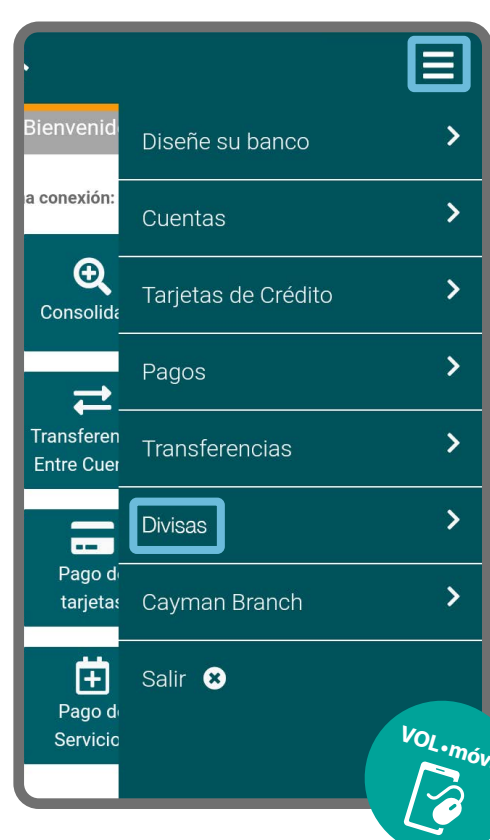 Bienvenid
a conexión:
Consolida
Transferen
Entre Cuen
Pago d
tarjetas
Pago d
Servicio
Diseñe su banco
Cuentas
Tarjetas de Crédito
Pagos
Transferencias
Divisas
Cayman Branch
Salir
VOL•móv